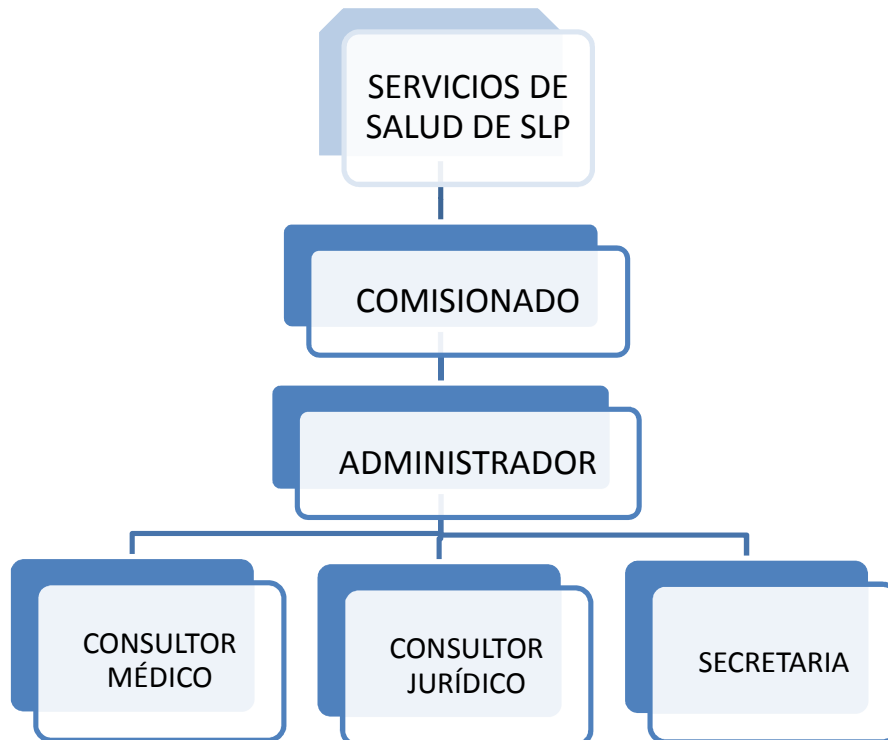 SERVICIOS DE
SALUD DE SLP
COMISIONADO
ADMINISTRADOR
CONSULTOR
MÉDICO
CONSULTOR
JURÍDICO
SECRETARIA